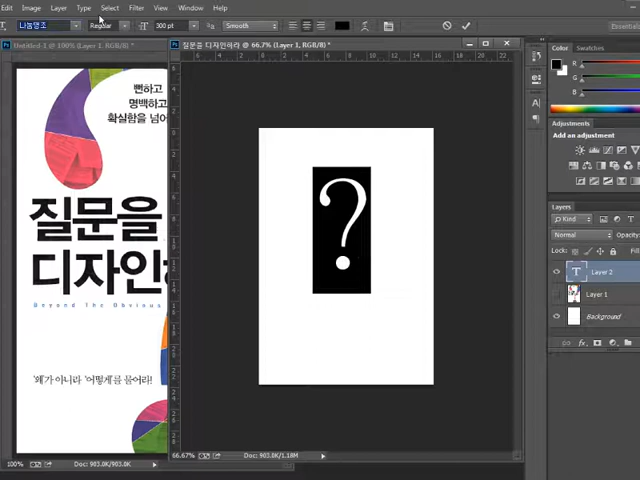 Edit Image Layer Type Select Filter View Window Help
나눔명조 Regular 300 pt Smooth Essentials
Untitled-1 @ 100% (Layer 1, RGB/8) *
질문을 디자인하라 @ 66.7% (Layer 1, RGB/8) *
뻔하고
명백하고
확실함을 넘어
질문을
디자인하
Beyond The Obvious
'왜'가 아니라 '어떻게'를 물어라!
?
Color Swatches
R
G
B
Adjustments
Add an adjustment
Layers
Kind
Normal Opacity:
Lock:
T Layer 2
Layer 1
Background
fx
100% Doc: 903.0K/903.0K
66.67% Doc: 903.0K/1.18M